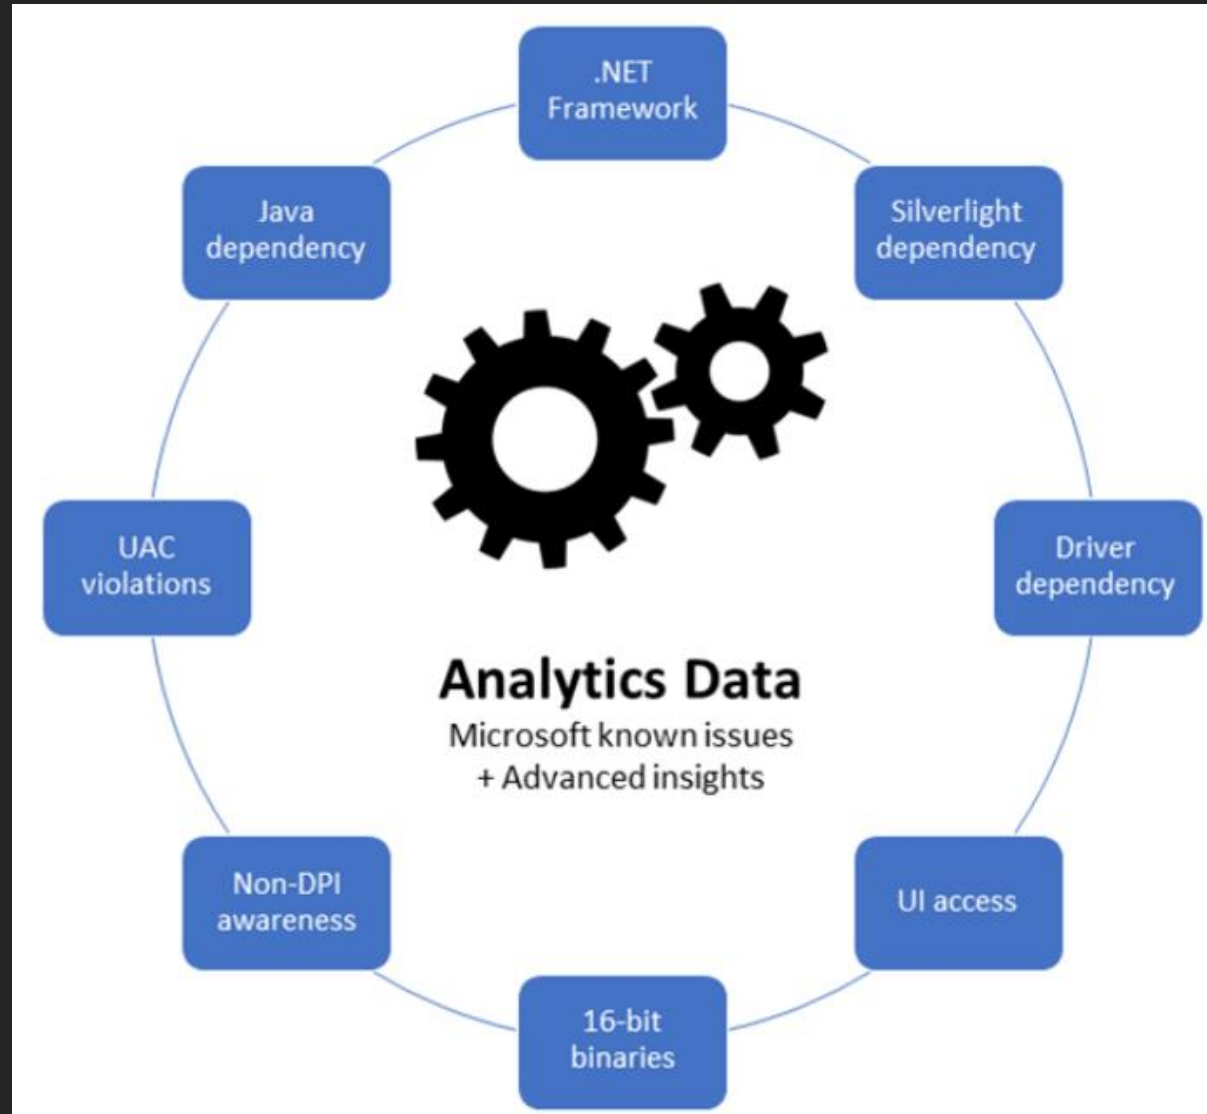 .NET
Framework
Silverlight
dependency
Driver
dependency
UI access
16-bit
binaries
Non-DPI
awareness
UAC
violations
Java
dependency
Analytics Data
Microsoft known issues
+ Advanced insights